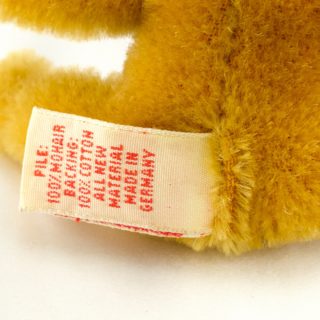 PILE:
100% MOHAIR
BACKING:
100% COTTON
ALL NEW
MATERIAL
MADE IN
GERMANY